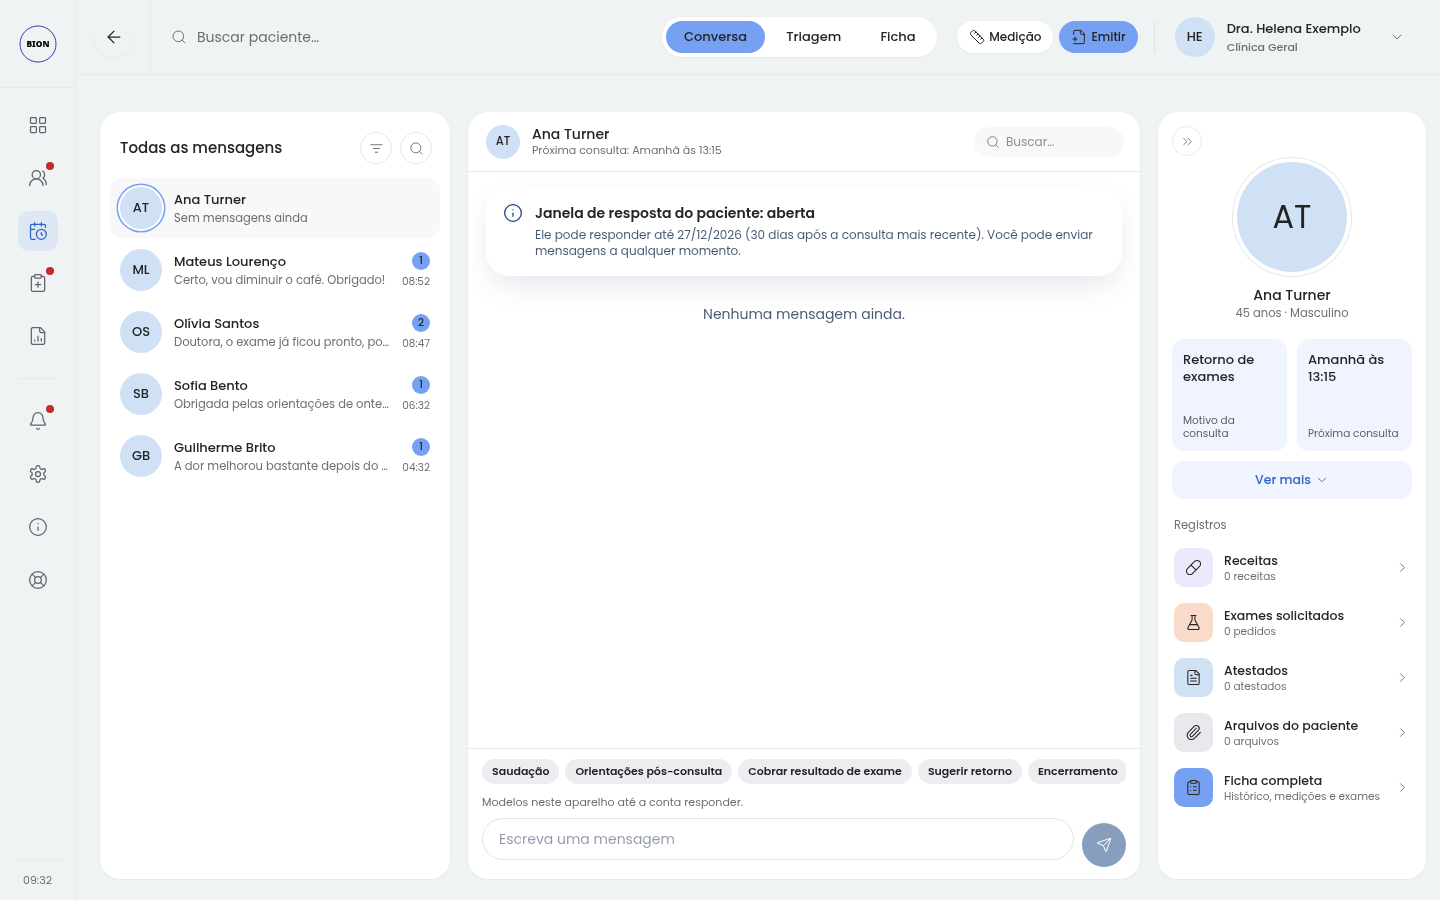 BION
Buscar paciente...
Conversa
Triagem
Ficha
Medição
Emitir
HE
Dra. Helena Exemplo
Clínica Geral
Todas as mensagens
AT
Ana Turner
Sem mensagens ainda
ML
Mateus Lourenço
1
Certo, vou diminuir o café. Obrigado!
08:52
OS
Olívia Santos
2
Doutora, o exame já ficou pronto, po...
08:47
SB
Sofia Bento
1
Obrigada pelas orientações de onte...
06:32
GB
Guilherme Brito
1
A dor melhorou bastante depois do ...
04:32
09:32
AT
Ana Turner
Próxima consulta: Amanhã às 13:15
Buscar...
Janela de resposta do paciente: aberta
Ele pode responder até 27/12/2026 (30 dias após a consulta mais recente). Você pode enviar
mensagens a qualquer momento.
Nenhuma mensagem ainda.
Saudação
Orientações pós-consulta
Cobrar resultado de exame
Sugerir retorno
Encerramento
Modelos neste aparelho até a conta responder.
Escreva uma mensagem
AT
Ana Turner
45 anos · Masculino
Retorno de
exames
Motivo da
consulta
Amanhã às
13:15
Próxima consulta
Ver mais
Registros
Receitas
0 receitas
Exames solicitados
0 pedidos
Atestados
0 atestados
Arquivos do paciente
0 arquivos
Ficha completa
Histórico, medições e exames